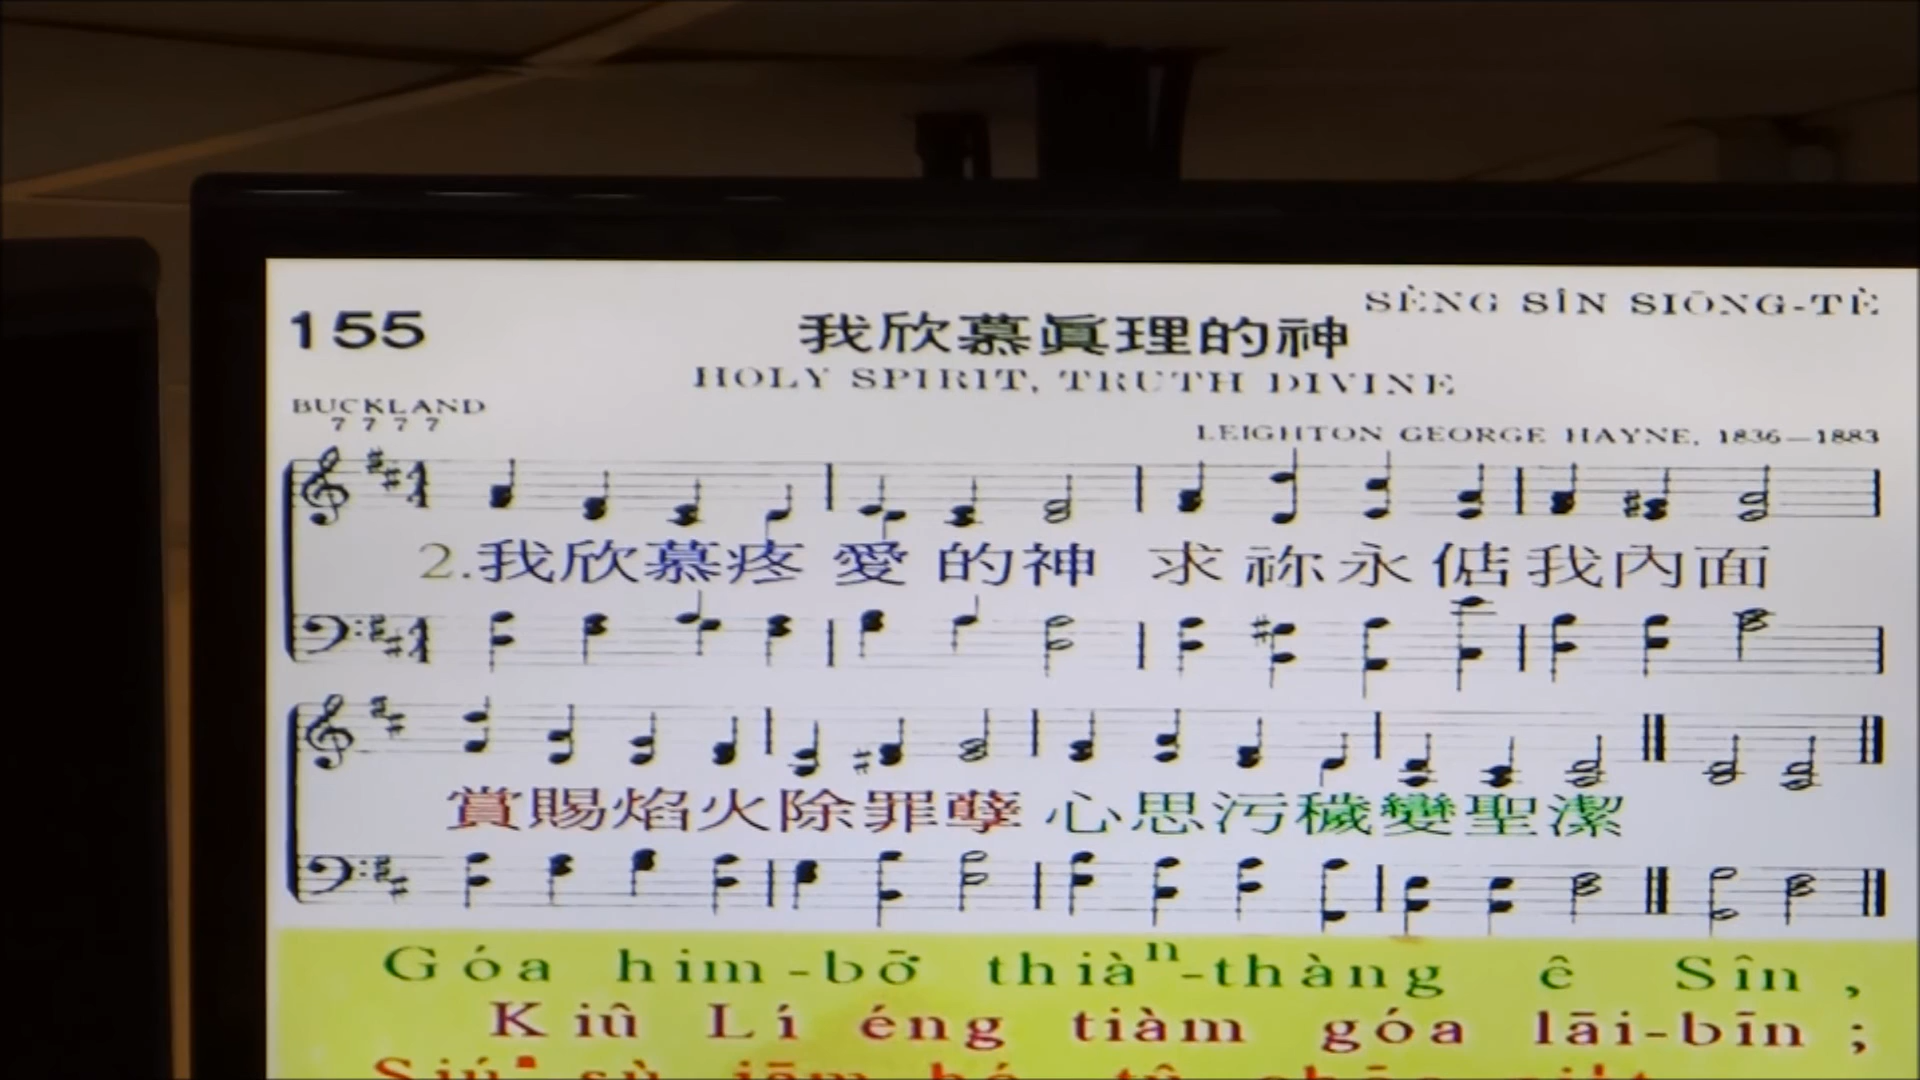 SÈNG SÎN SIŌNG-TÈ
155
我欣慕眞理的神
HOLY SPIRIT, TRUTH DIVINE
BUCKLAND
7 7 7 7
LEIGHTON GEORGE HAYNE, 1836—1883
2.我欣慕疼愛的神 求祢永踮我內面
賞賜焰火除罪孽 心思污穢變聖潔
Góa him-bō͘ thiàⁿ-thàng ê Sîn,
Kiû Lí éng tiàm góa lāi-bīn;